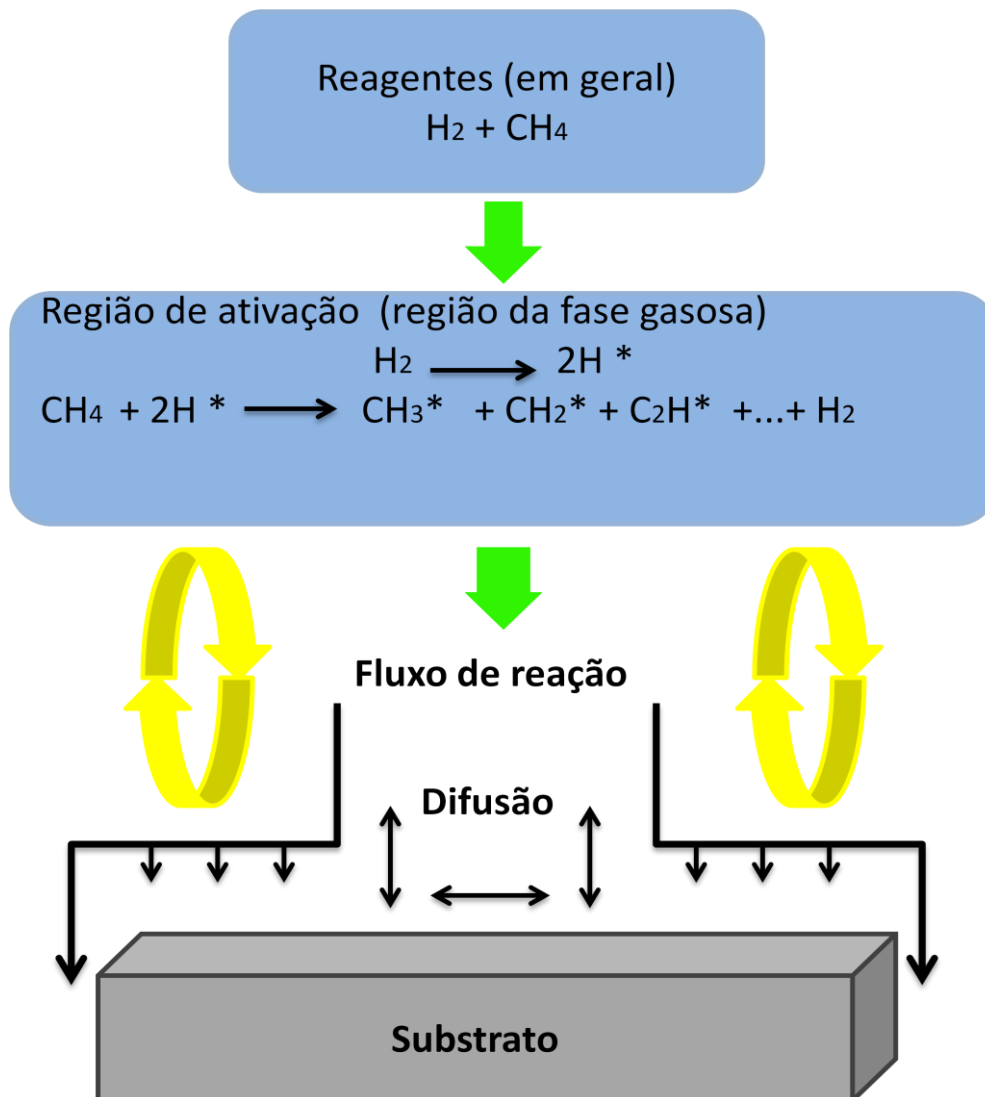 Reagentes (em geral)
H2 + CH4
Região de ativação (região da fase gasosa)
H2 → 2H *
CH4 + 2H * → CH3* + CH2* + C2H* +...+ H2
Fluxo de reação
Difusão
Substrato